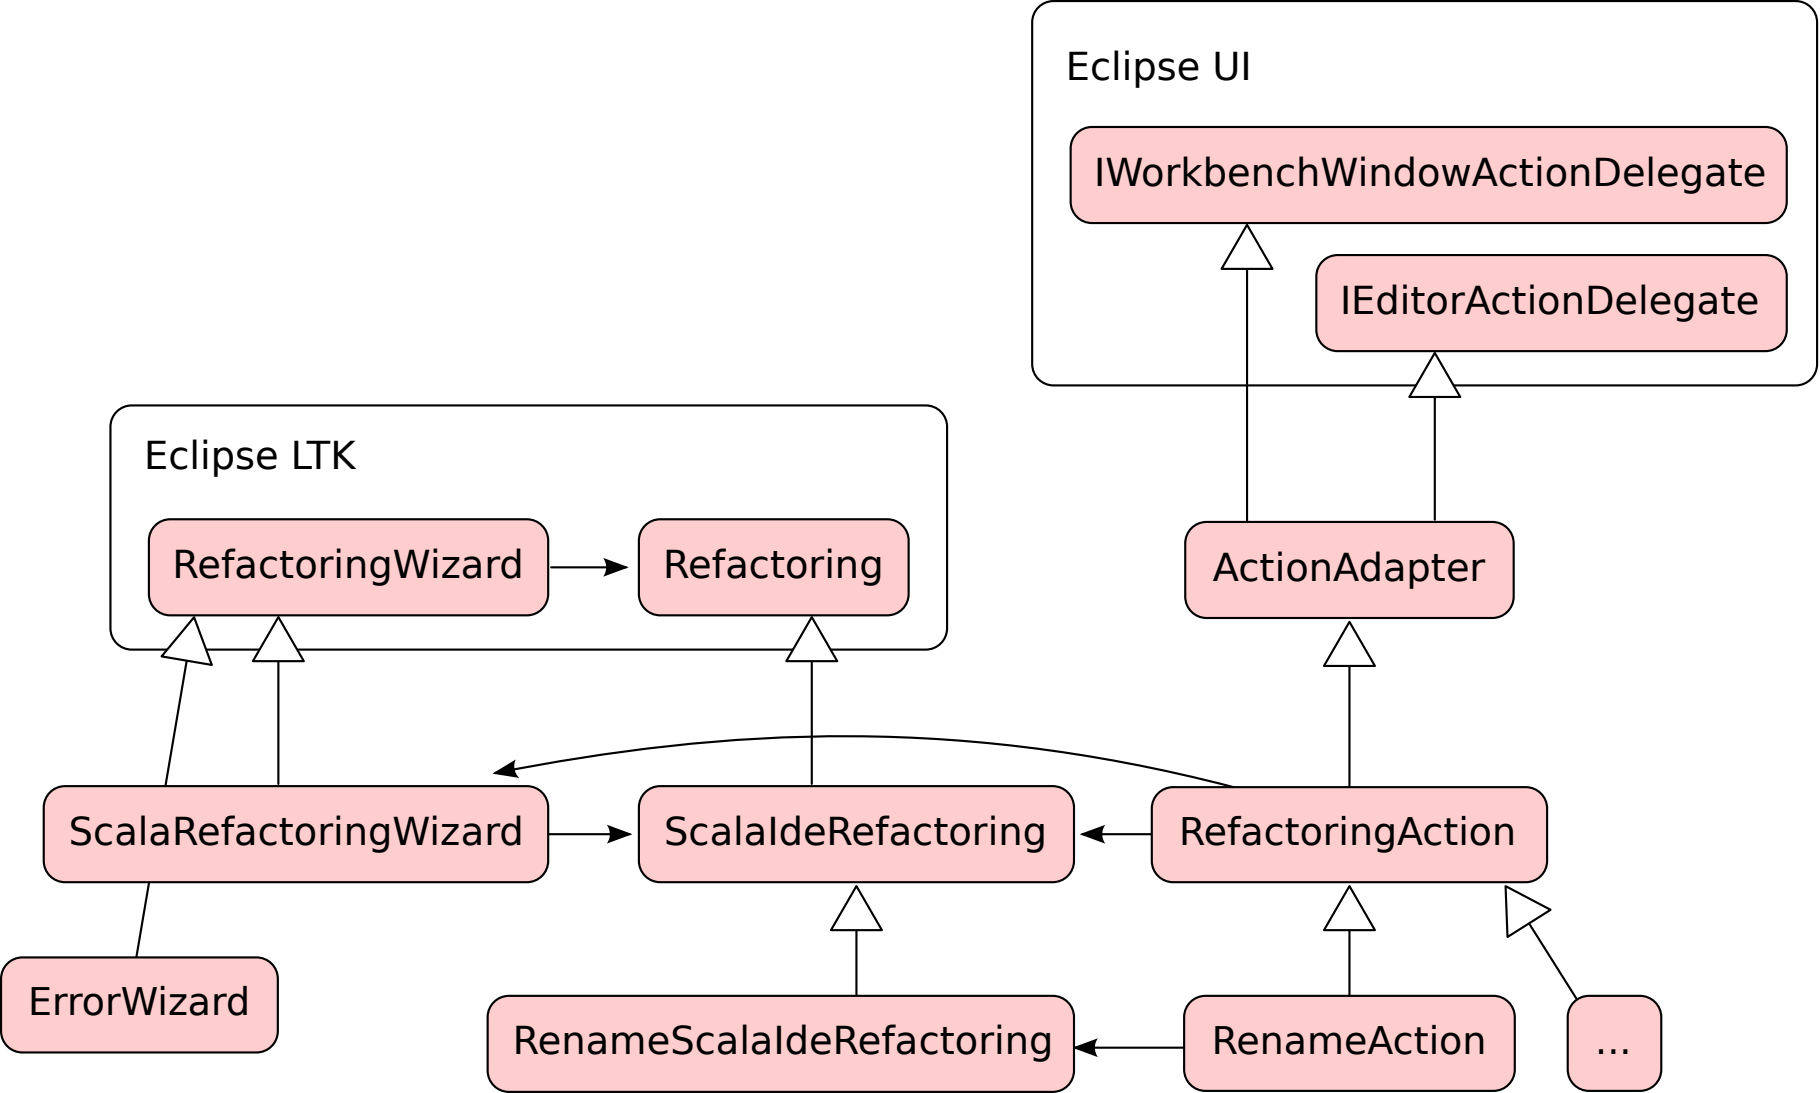 Eclipse UI
IWorkbenchWindowActionDelegate
IEditorActionDelegate
Eclipse LTK
RefactoringWizard
Refactoring
ActionAdapter
ScalaRefactoringWizard
ScalaIdeRefactoring
RefactoringAction
ErrorWizard
RenameScalaIdeRefactoring
RenameAction
...